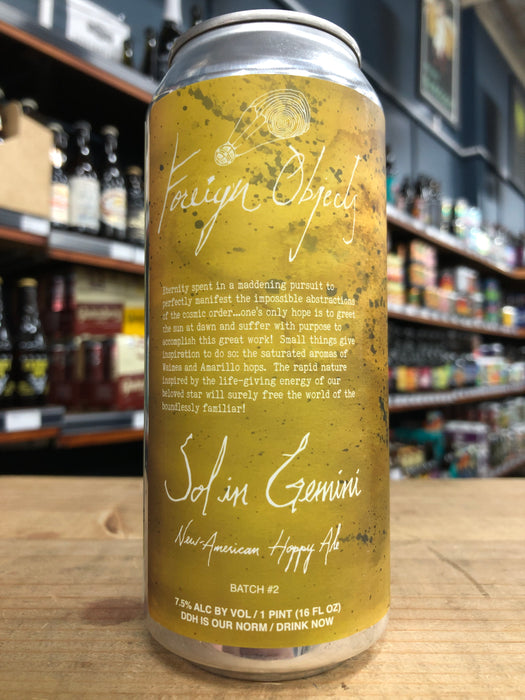 Foreign Objects
Eternity spent in a maddening pursuit to
perfectly manifest the impossible abstractions
of the cosmic order...one's only hope is to greet
the sun at dawn and suffer with purpose to
accomplish this great work! Small things give
inspiration to do so: the saturated aromas of
Waimea and Amarillo hops. The rapid nature
inspired by the life-giving energy of our
beloved star will surely free the world of the
boundlessly familiar!
Sol in Gemini
New-American Hoppy Ale
BATCH #2
7.5% ALC BY VOL / 1 PINT (16 FL OZ)
DDH IS OUR NORM / DRINK NOW